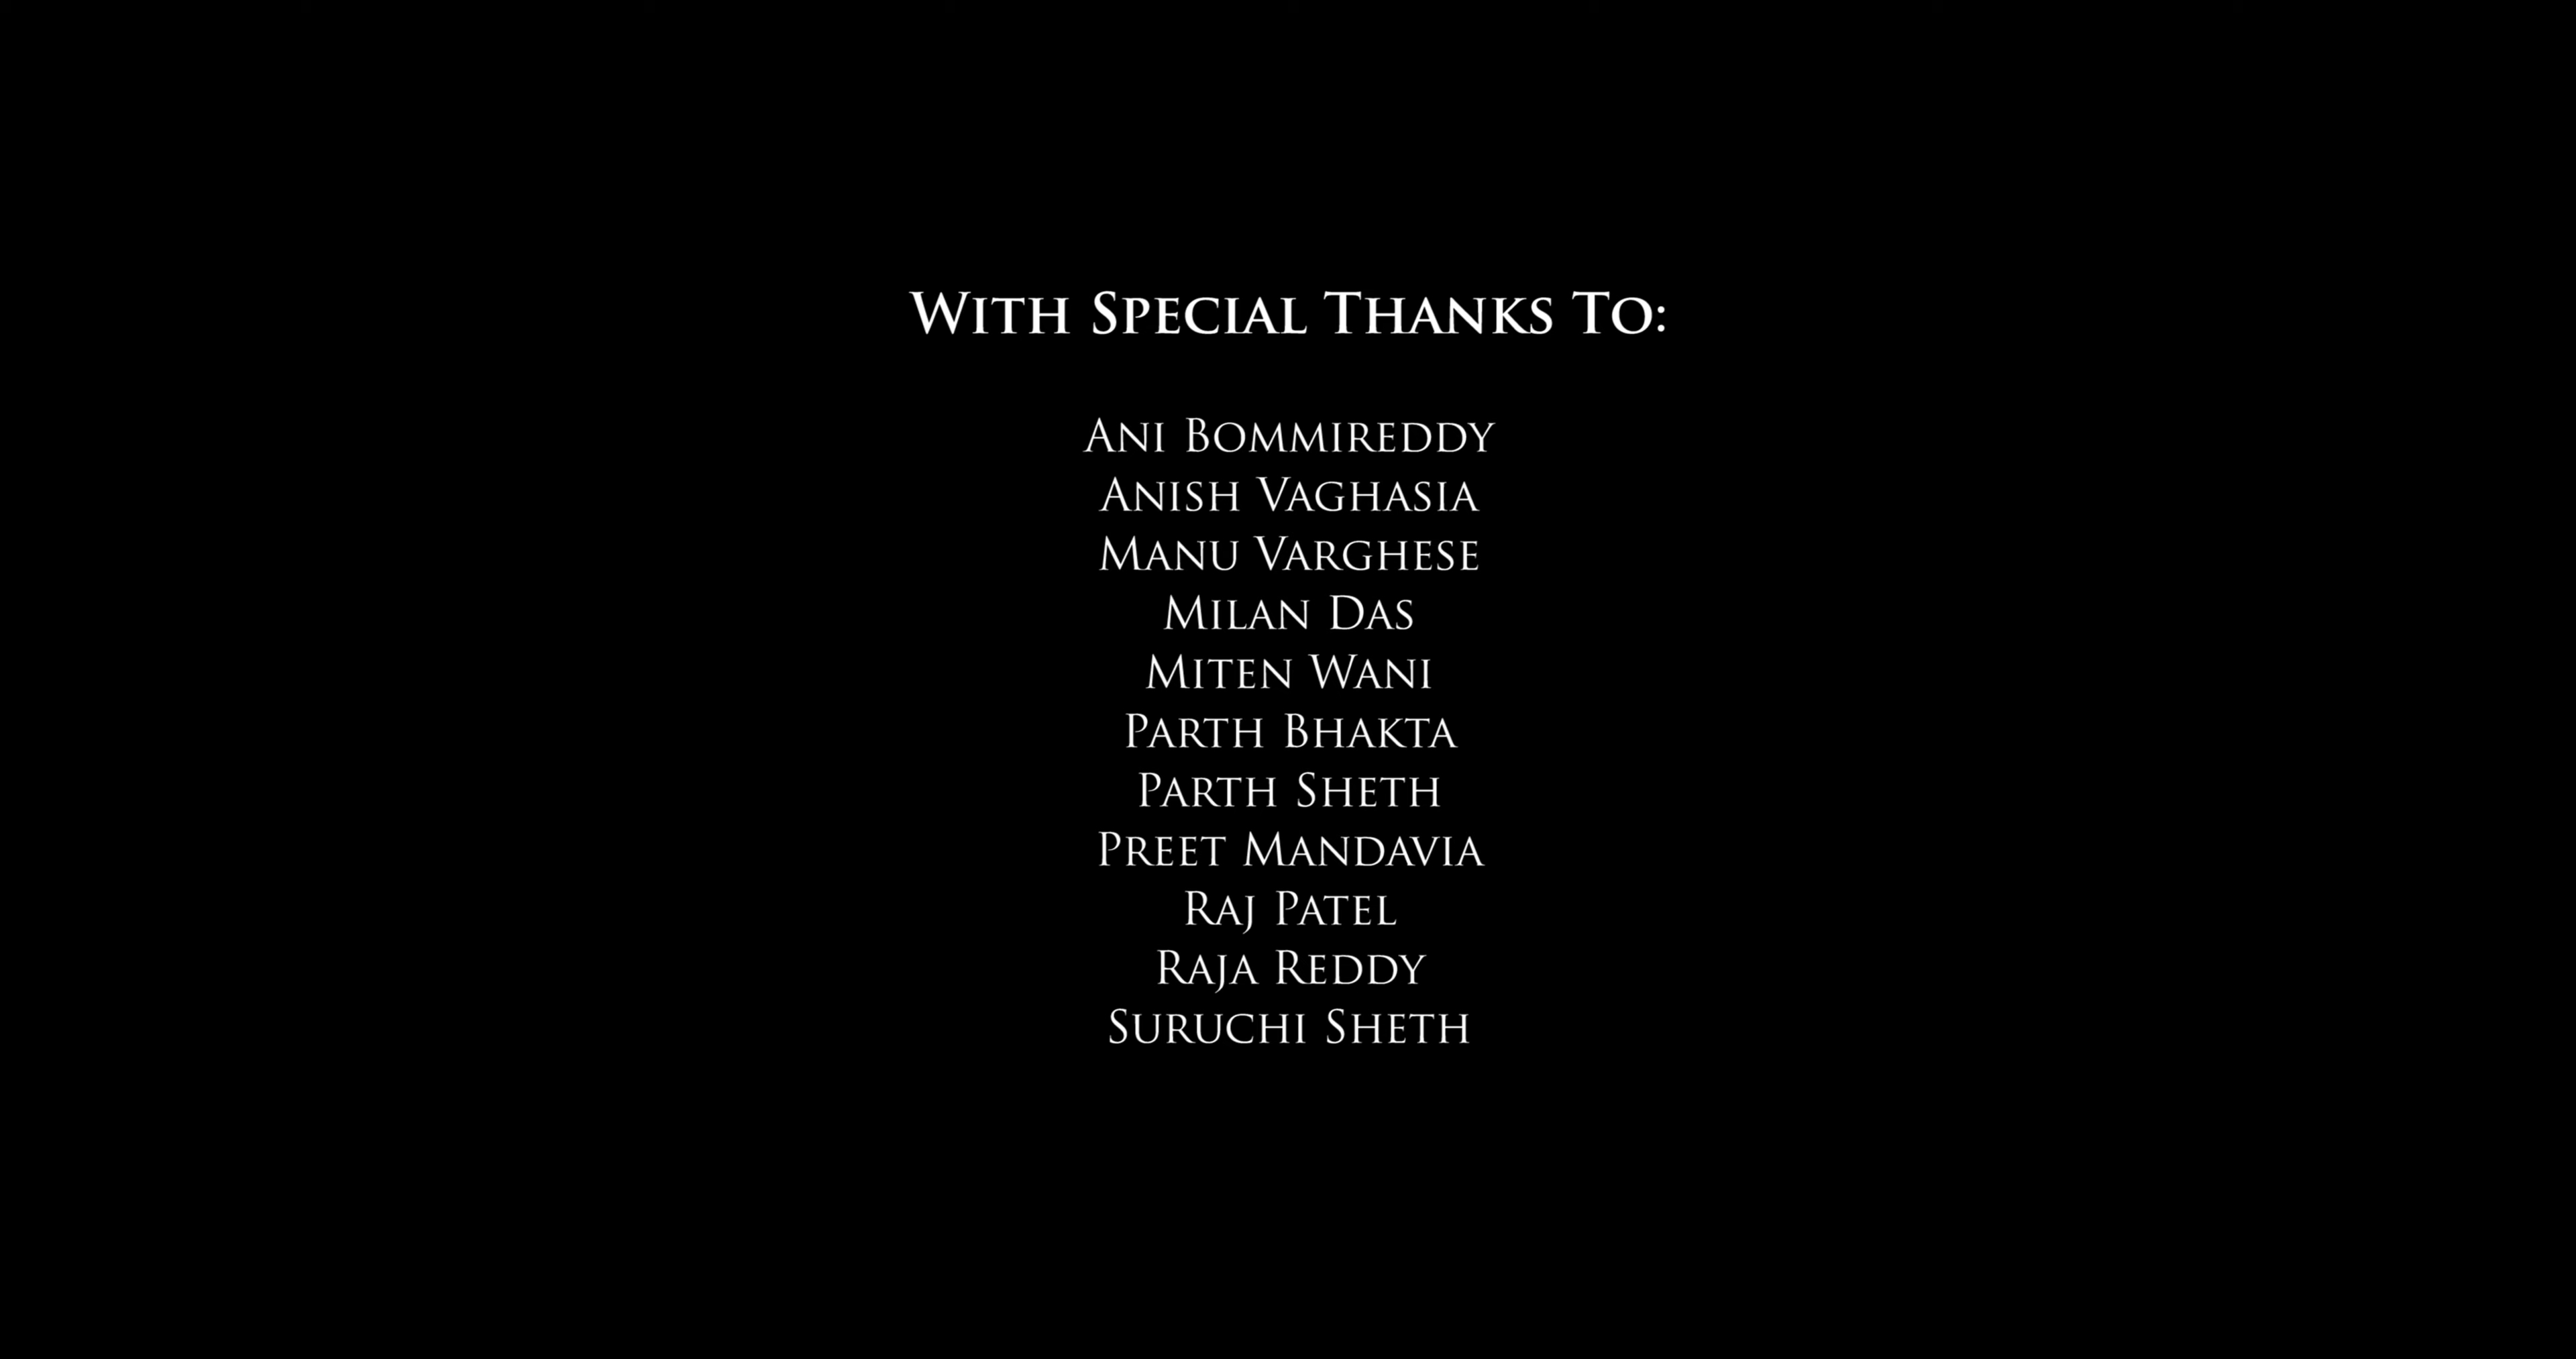 With Special Thanks To:
Ani Bommireddy
Anish Vaghasia
Manu Varghese
Milan Das
Miten Wani
Parth Bhakta
Parth Sheth
Preet Mandavia
Raj Patel
Raja Reddy
Suruchi Sheth